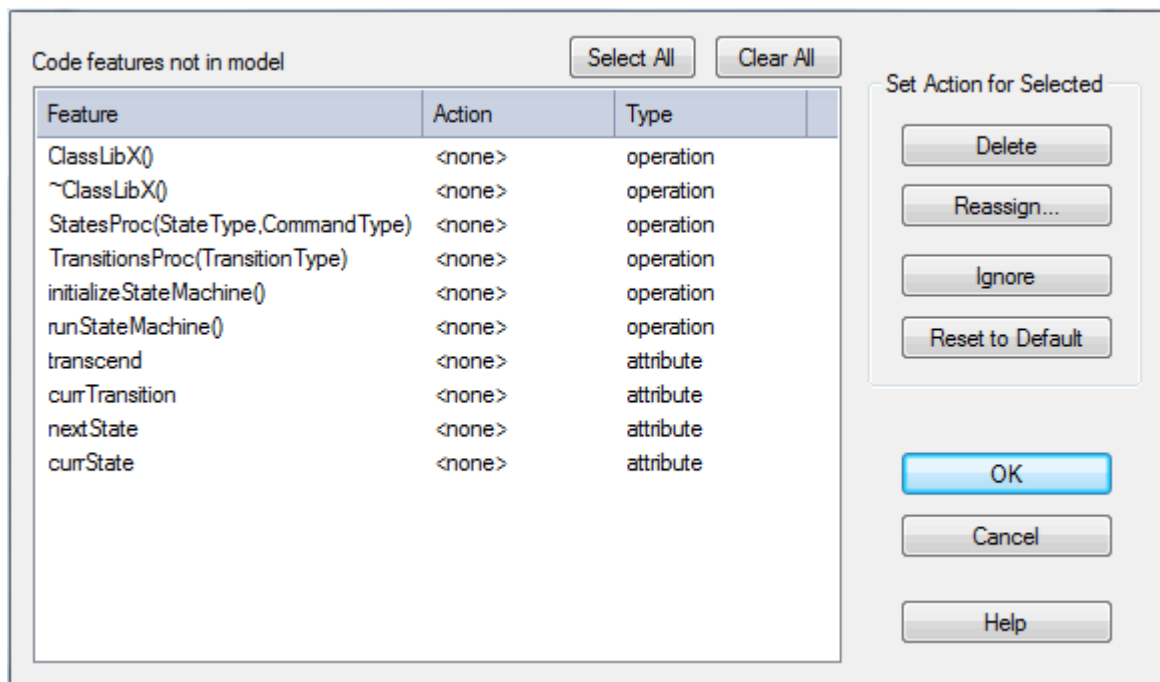 Code features not in model
Select All
Clear All
Feature Action Type
ClassLibX() <none> operation
~ClassLibX() <none> operation
StatesProc(StateType,CommandType) <none> operation
TransitionsProc(TransitionType) <none> operation
initializeStateMachine() <none> operation
runStateMachine() <none> operation
transcend <none> attribute
currTransition <none> attribute
nextState <none> attribute
currState <none> attribute
Set Action for Selected
Delete
Reassign...
Ignore
Reset to Default
OK
Cancel
Help